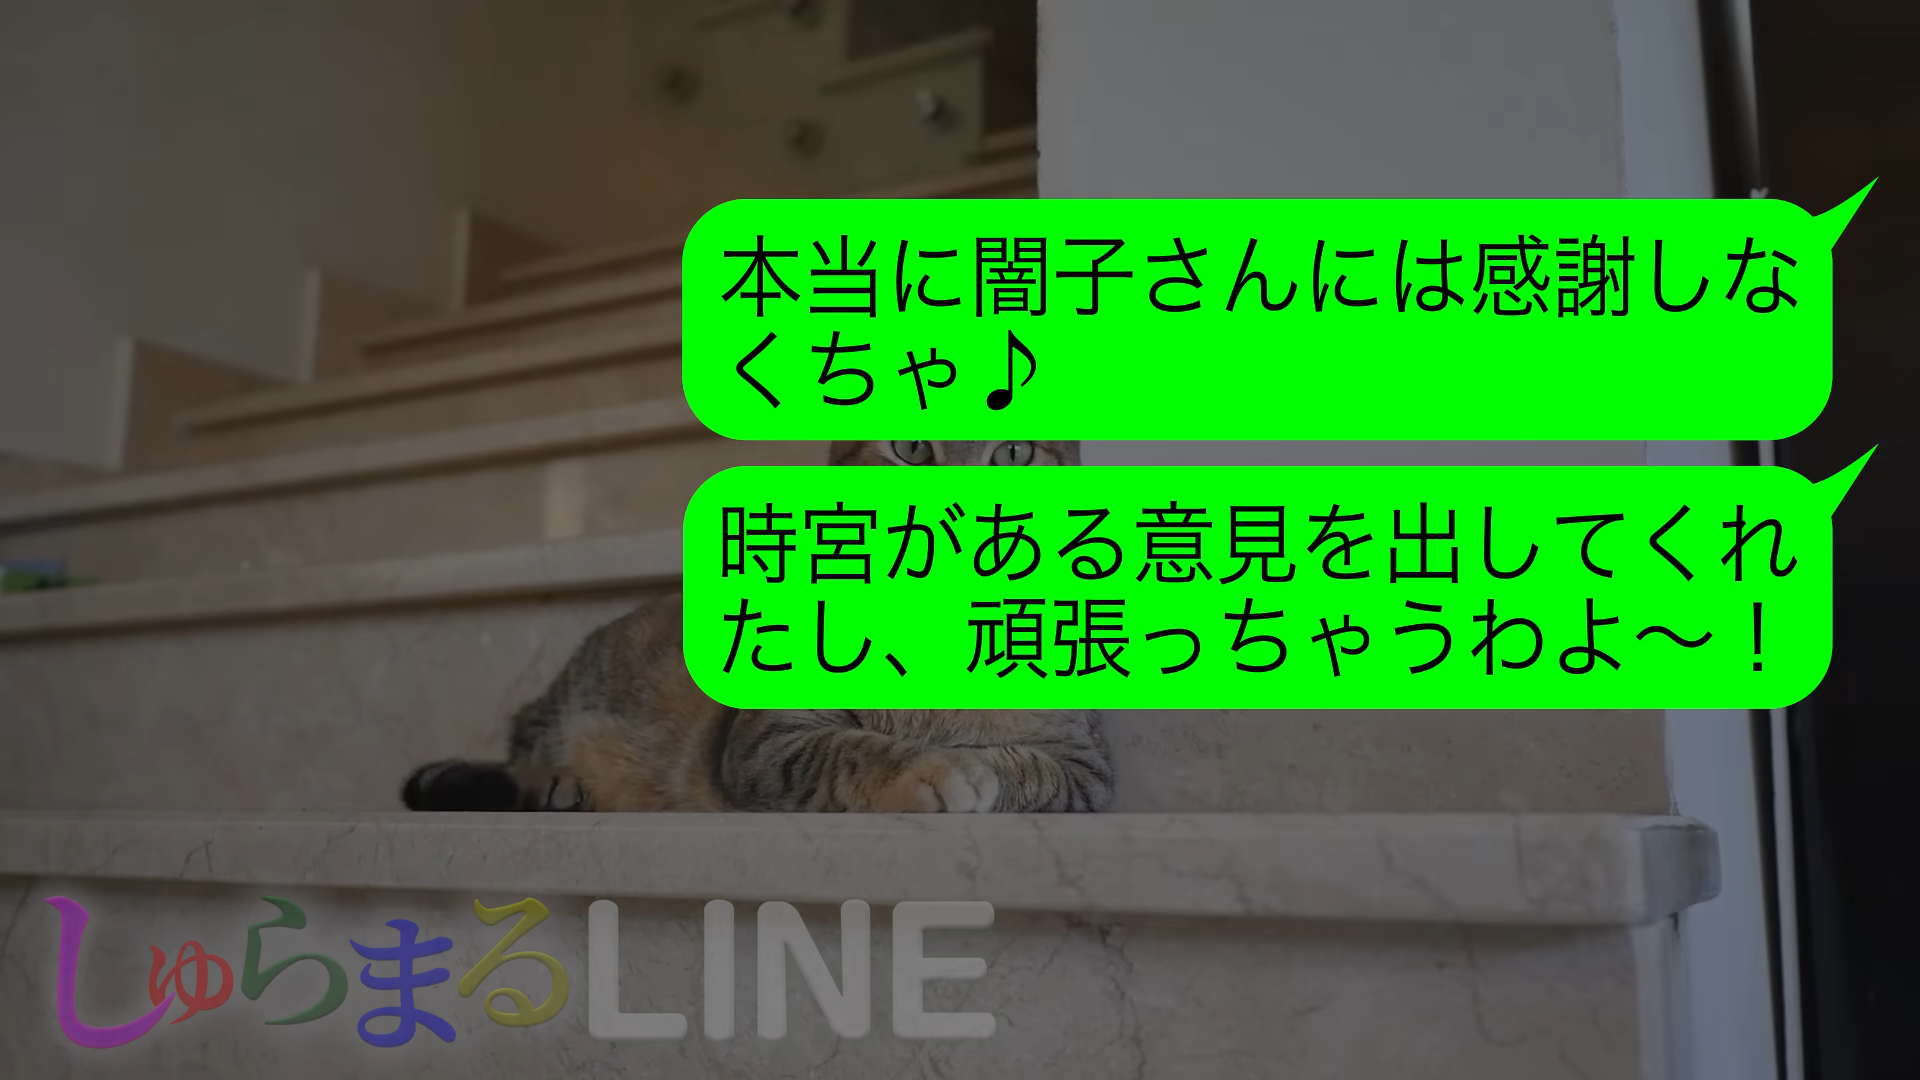 本当に闇子さんには感謝しな
くちゃ♪
時宮がある意見を出してくれ
たし、頑張っちゃうわよ～！
しゅらまるLINE